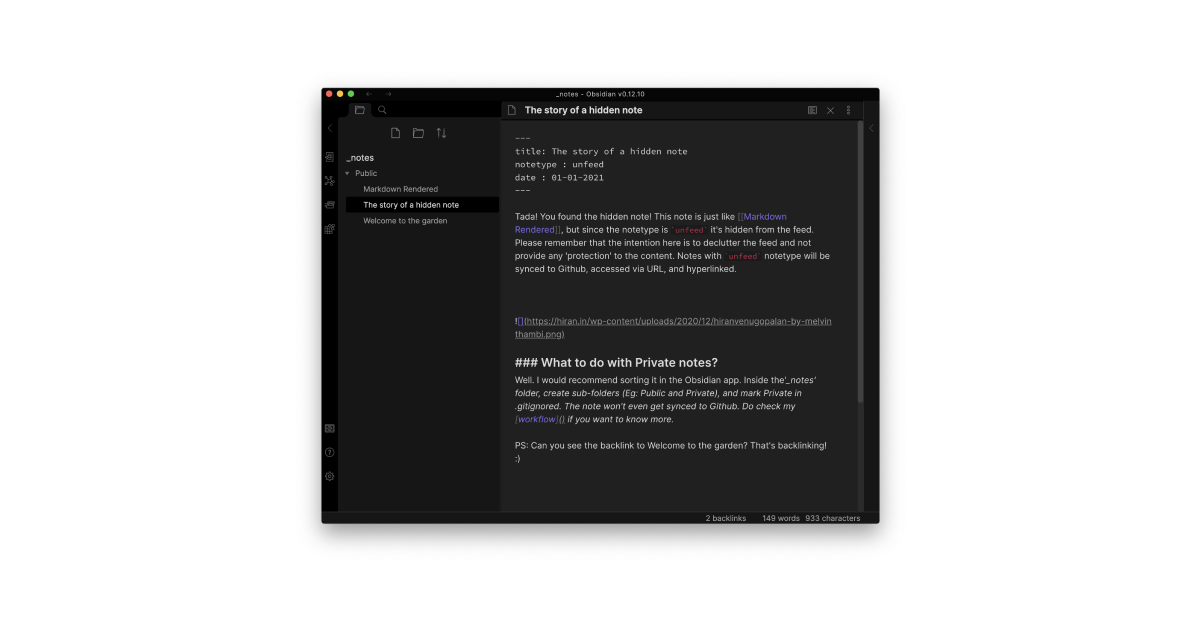 _notes - Obsidian v0.12.10
The story of a hidden note
_notes
Public
Markdown Rendered
The story of a hidden note
Welcome to the garden
---
title: The story of a hidden note
notetype : unfeed
date : 01-01-2021
---
Tada! You found the hidden note! This note is just like [[Markdown
Rendered]], but since the notetype is `unfeed` it's hidden from the feed.
Please remember that the intention here is to declutter the feed and not
provide any 'protection' to the content. Notes with `unfeed` notetype will be
synced to Github, accessed via URL, and hyperlinked.
![](https://hiran.in/wp-content/uploads/2020/12/hiranvenugopalan-by-melvin
thambi.png)
### What to do with Private notes?
Well. I would recommend sorting it in the Obsidian app. Inside the'_notes'
folder, create sub-folders (Eg: Public and Private), and mark Private in
.gitignored. The note won't even get synced to Github. Do check my
[workflow]() if you want to know more.
PS: Can you see the backlink to Welcome to the garden? That's backlinking!
:)
2 backlinks 149 words 933 characters